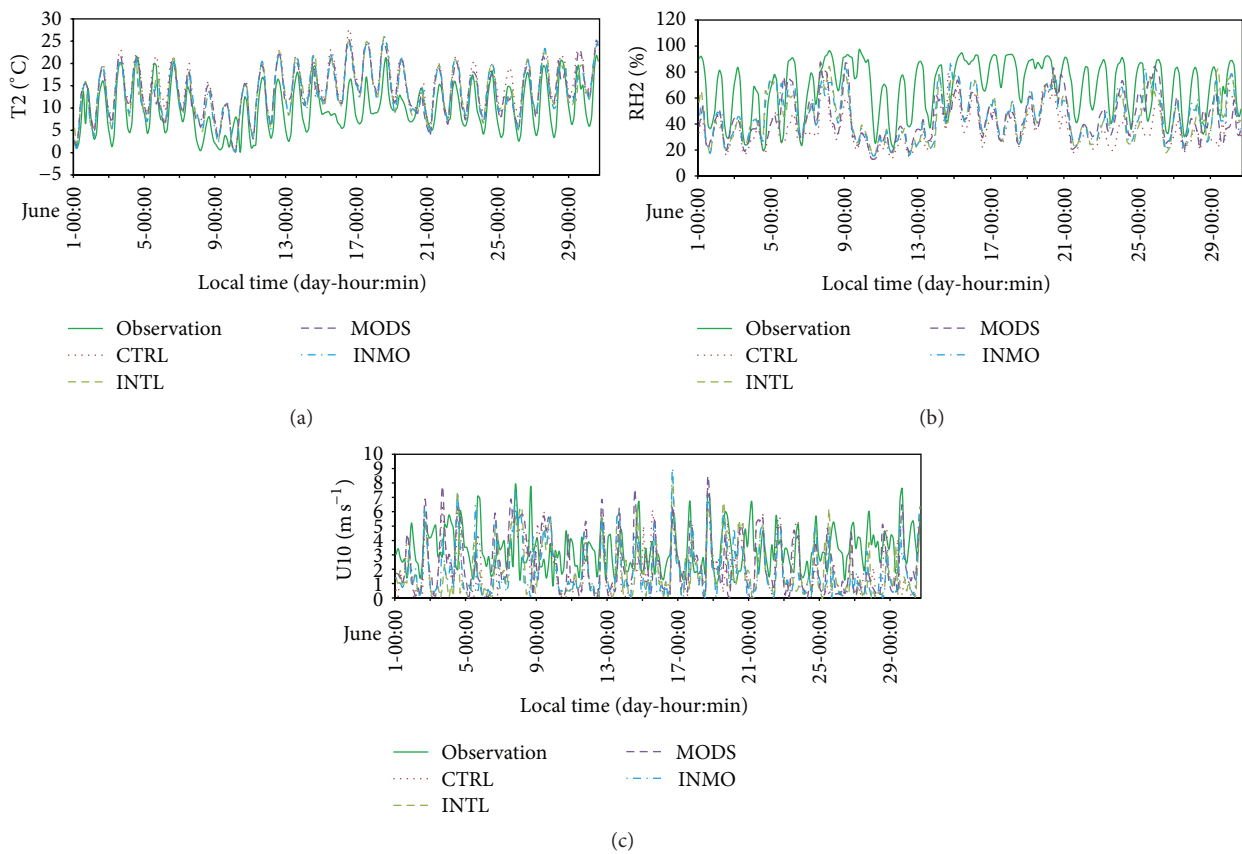 30
25
20
15
10
5
0
−5
T2 (°C)
June
1-00:00
5-00:00
9-00:00
13-00:00
17-00:00
21-00:00
25-00:00
29-00:00
Local time (day-hour:min)
Observation
CTRL
INTL
MODS
INMO
(a)
120
100
80
60
40
20
0
RH2 (%)
June
1-00:00
5-00:00
9-00:00
13-00:00
17-00:00
21-00:00
25-00:00
29-00:00
Local time (day-hour:min)
Observation
CTRL
INTL
MODS
INMO
(b)
10
9
8
7
6
5
4
3
2
1
0
U10 (m s⁻¹)
June
1-00:00
5-00:00
9-00:00
13-00:00
17-00:00
21-00:00
25-00:00
29-00:00
Local time (day-hour:min)
Observation
CTRL
INTL
MODS
INMO
(c)